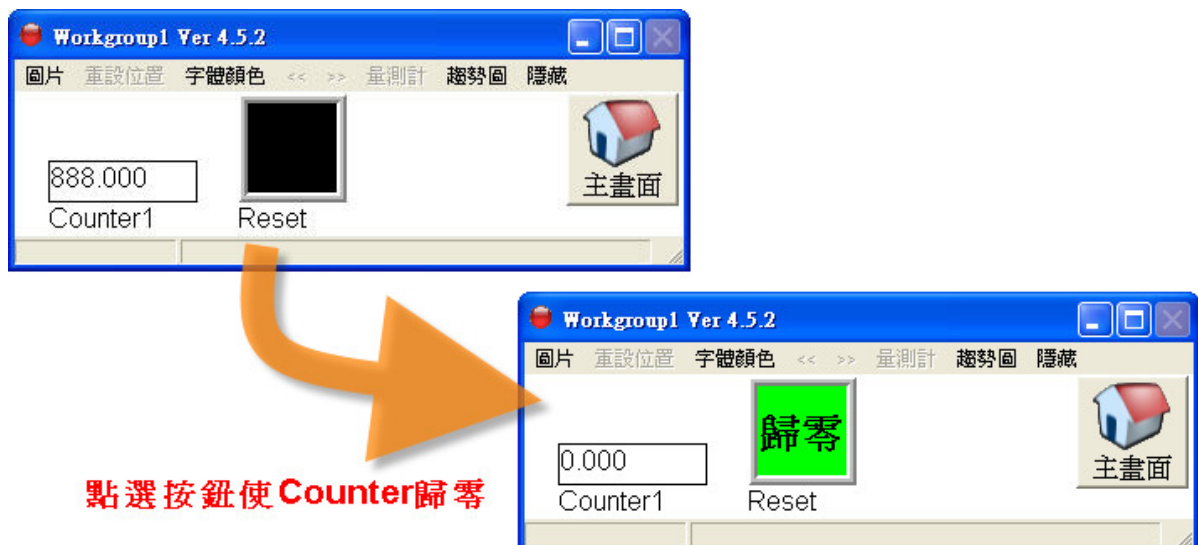 Workgroup1 Ver 4.5.2
圖片 重設位置 字體顏色 << >> 量測計 趨勢圖 隱藏
888.000
主畫面
Counter1 Reset
Workgroup1 Ver 4.5.2
圖片 重設位置 字體顏色 << >> 量測計 趨勢圖 隱藏
歸零
0.000
主畫面
Counter1 Reset
點選按鈕使Counter歸零